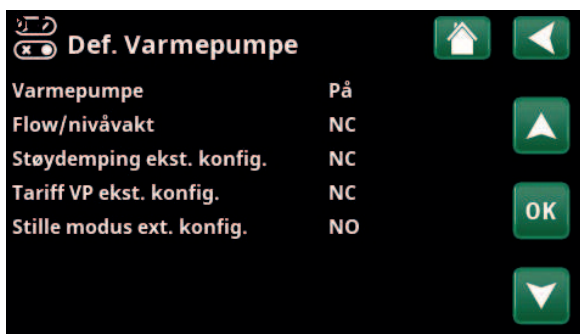 Def. Varmepumpe
Varmepumpe På
Flow/nivåvakt NC
Støydemping ekst. konfig. NC
Tariff VP ekst. konfig. NC
Stille modus ext. konfig. NO
OK